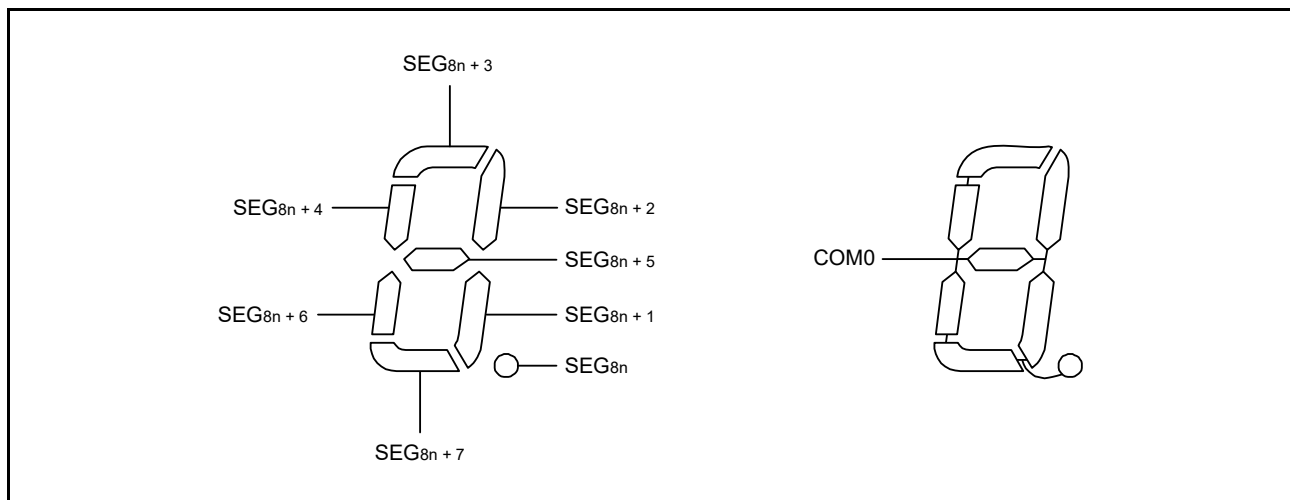 SEG8n + 3
SEG8n + 4
SEG8n + 2
SEG8n + 5
COM0
SEG8n + 6
SEG8n + 1
SEG8n
SEG8n + 7